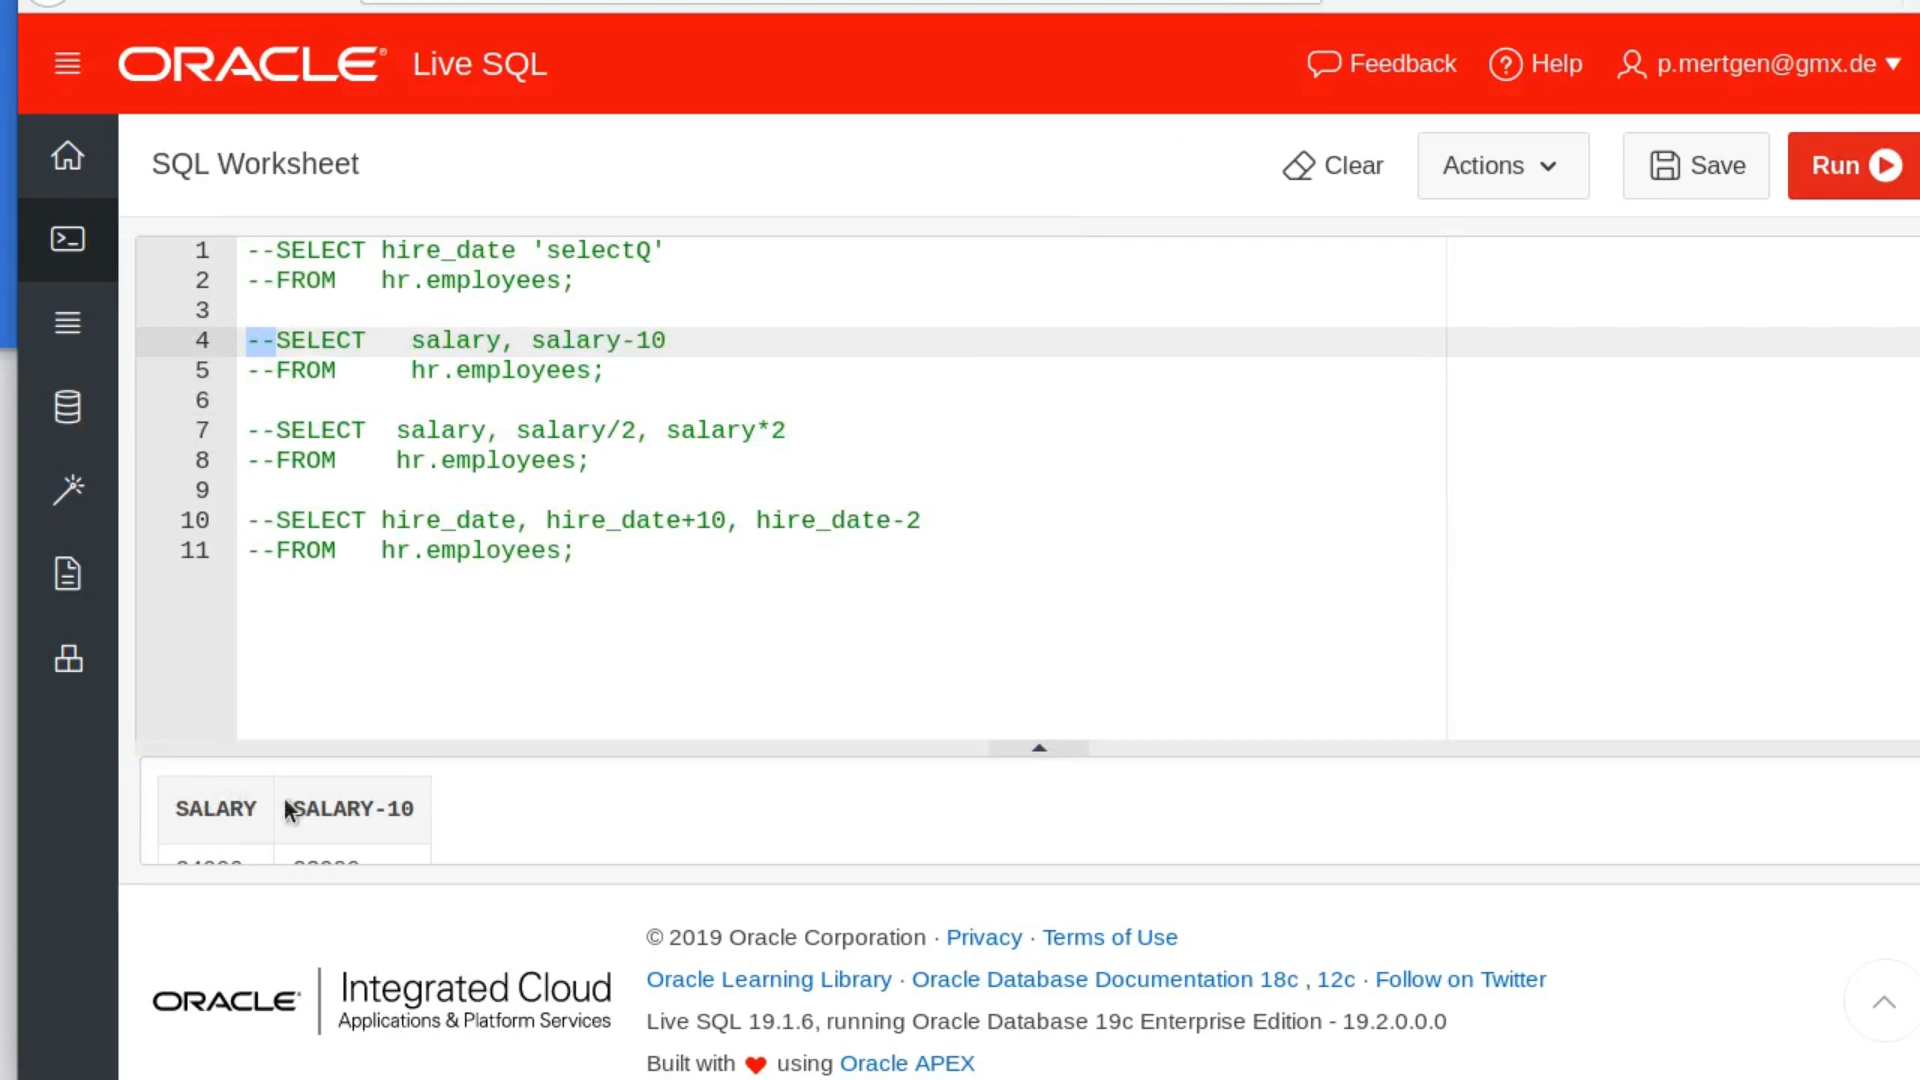 ORACLE® Live SQL Feedback ? Help p.mertgen@gmx.de
SQL Worksheet Clear Actions Save Run
1 --SELECT hire_date 'selectQ'
2 --FROM   hr.employees;
3
4 --SELECT   salary, salary-10
5 --FROM     hr.employees;
6
7 --SELECT  salary, salary/2, salary*2
8 --FROM    hr.employees;
9
10 --SELECT hire_date, hire_date+10, hire_date-2
11 --FROM   hr.employees;
SALARY SALARY-10
© 2019 Oracle Corporation · Privacy · Terms of Use
ORACLE® Integrated Cloud
Applications & Platform Services
Oracle Learning Library · Oracle Database Documentation 18c , 12c · Follow on Twitter
Live SQL 19.1.6, running Oracle Database 19c Enterprise Edition - 19.2.0.0.0
Built with ♥ using Oracle APEX